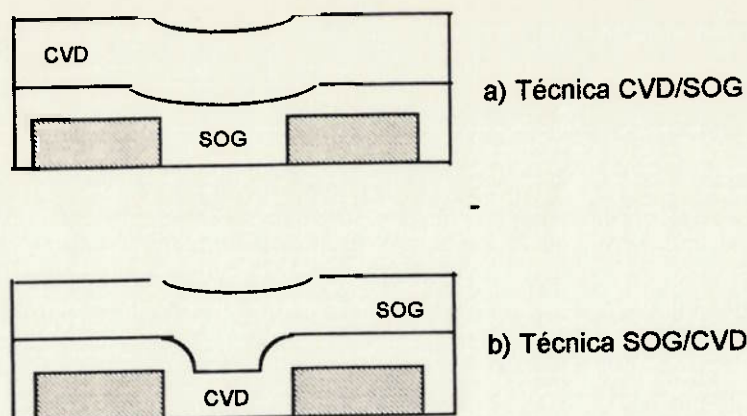 CVD
a) Técnica CVD/SOG
SOG
SOG
b) Técnica SOG/CVD
CVD